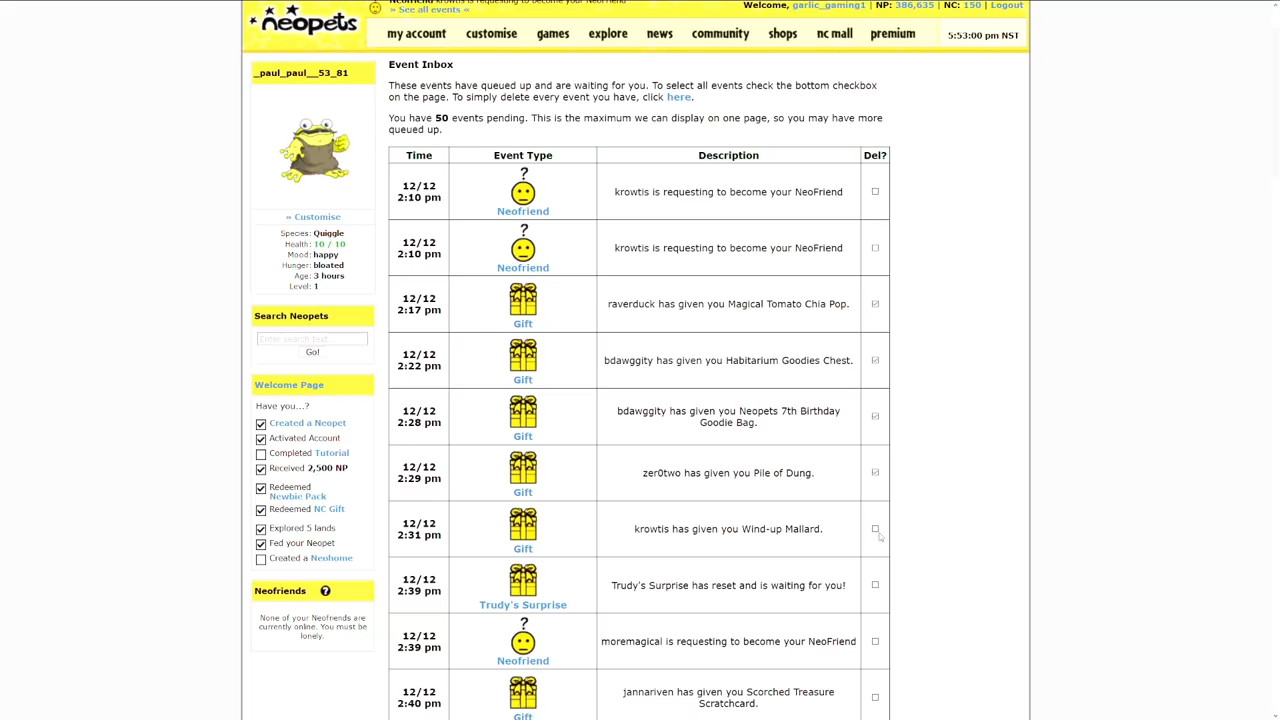 Neofriend krowtis is requesting to become your NeoFriend
» See all events «
Welcome, garlic_gaming1 | NP: 386,635 | NC: 150 | Logout
neopets
my account customise games explore news community shops nc mall premium
5:53:00 pm NST
_paul_paul__53_81
» Customise
Species: Quiggle
Health: 10 / 10
Mood: happy
Hunger: bloated
Age: 3 hours
Level: 1
Search Neopets
Enter search text
Go!
Welcome Page
Have you...?
Created a Neopet
Activated Account
Completed Tutorial
Received 2,500 NP
Redeemed
Newbie Pack
Redeemed NC Gift
Explored 5 lands
Fed your Neopet
Created a Neohome
Neofriends ?
None of your Neofriends are
currently online. You must be
lonely.
Event Inbox
These events have queued up and are waiting for you. To select all events check the bottom checkbox
on the page. To simply delete every event you have, click here.
You have 50 events pending. This is the maximum we can display on one page, so you may have more
queued up.
Time Event Type Description Del?
12/12
2:10 pm
?
Neofriend
krowtis is requesting to become your NeoFriend
12/12
2:10 pm
?
Neofriend
krowtis is requesting to become your NeoFriend
12/12
2:17 pm
Gift
raverduck has given you Magical Tomato Chia Pop.
12/12
2:22 pm
Gift
bdawggity has given you Habitarium Goodies Chest.
12/12
2:28 pm
Gift
bdawggity has given you Neopets 7th Birthday
Goodie Bag.
12/12
2:29 pm
Gift
zer0two has given you Pile of Dung.
12/12
2:31 pm
Gift
krowtis has given you Wind-up Mallard.
12/12
2:39 pm
Trudy's Surprise
Trudy's Surprise has reset and is waiting for you!
12/12
2:39 pm
?
Neofriend
moremagical is requesting to become your NeoFriend
12/12
2:40 pm
Gift
jannariven has given you Scorched Treasure
Scratchcard.